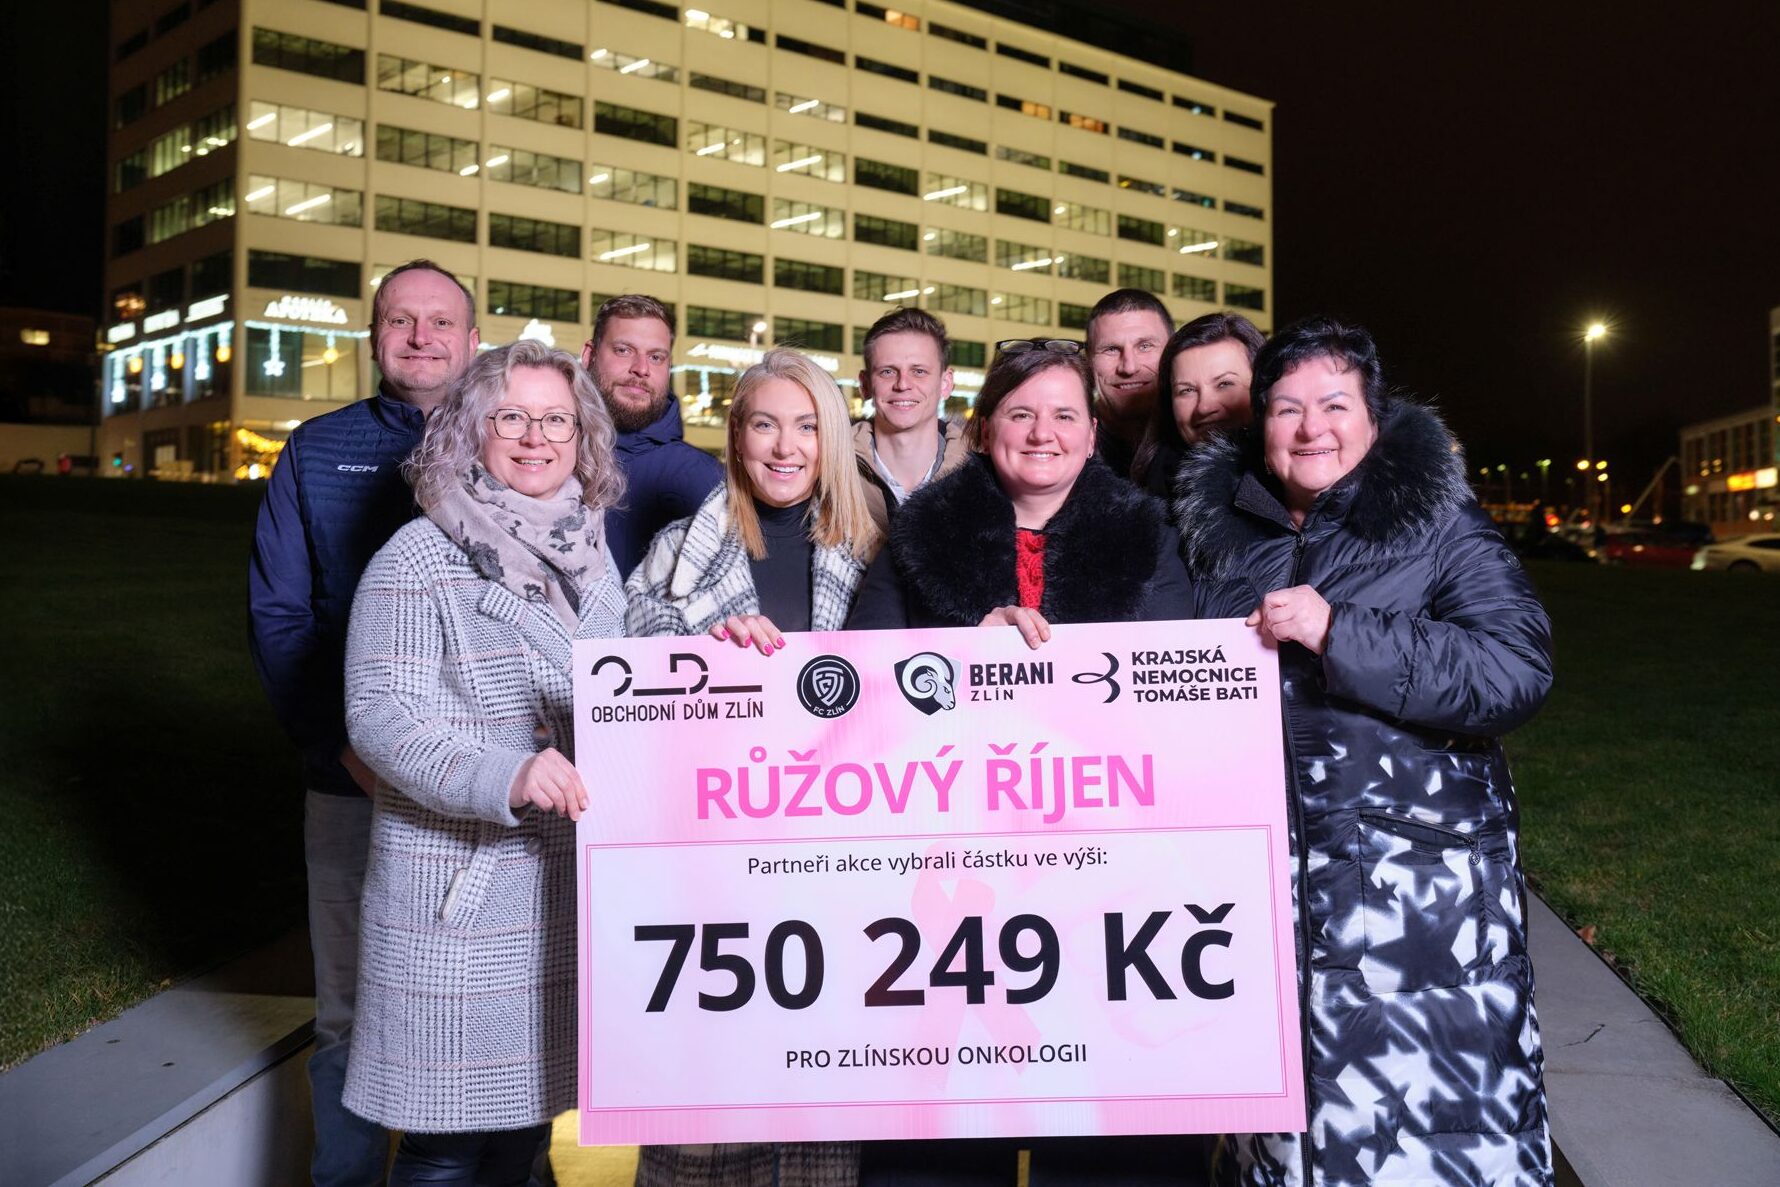 APOTÉKA
CCM
OBCHODNÍ DŮM ZLÍN
FC ZLÍN
BERANI
ZLÍN
KRAJSKÁ
NEMOCNICE
TOMÁŠE BATI
RŮŽOVÝ ŘÍJEN
Partneři akce vybrali částku ve výši:
750 249 Kč
PRO ZLÍNSKOU ONKOLOGII